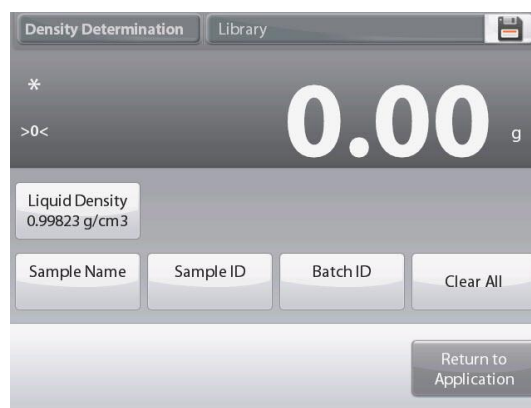 Density Determination Library
*
0.00 g
>0<
Liquid Density
0.99823 g/cm3
Sample Name Sample ID Batch ID Clear All
Return to
Application